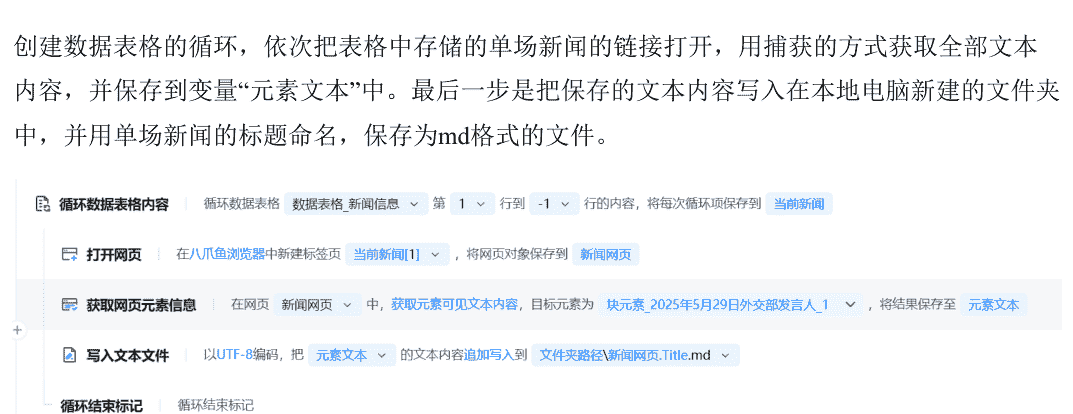 创建数据表格的循环，依次把表格中存储的单场新闻的链接打开，用捕获的方式获取全部文本
内容，并保存到变量“元素文本”中。最后一步是把保存的文本内容写入在本地电脑新建的文件夹
中，并用单场新闻的标题命名，保存为md格式的文件。
循环数据表格内容 循环数据表格 数据表格_新闻信息 第 1 行到 -1 行的内容，将每次循环项保存到 当前新闻
打开网页 在八爪鱼浏览器中新建标签页 当前新闻[1] ，将网页对象保存到 新闻网页
获取网页元素信息 在网页 新闻网页 中，获取元素可见文本内容，目标元素为 块元素_2025年5月29日外交部发言人_1 ，将结果保存至 元素文本
写入文本文件 以UTF-8编码，把 元素文本 的文本内容追加写入到 文件夹路径\新闻网页.Title.md
循环结束标记 循环结束标记